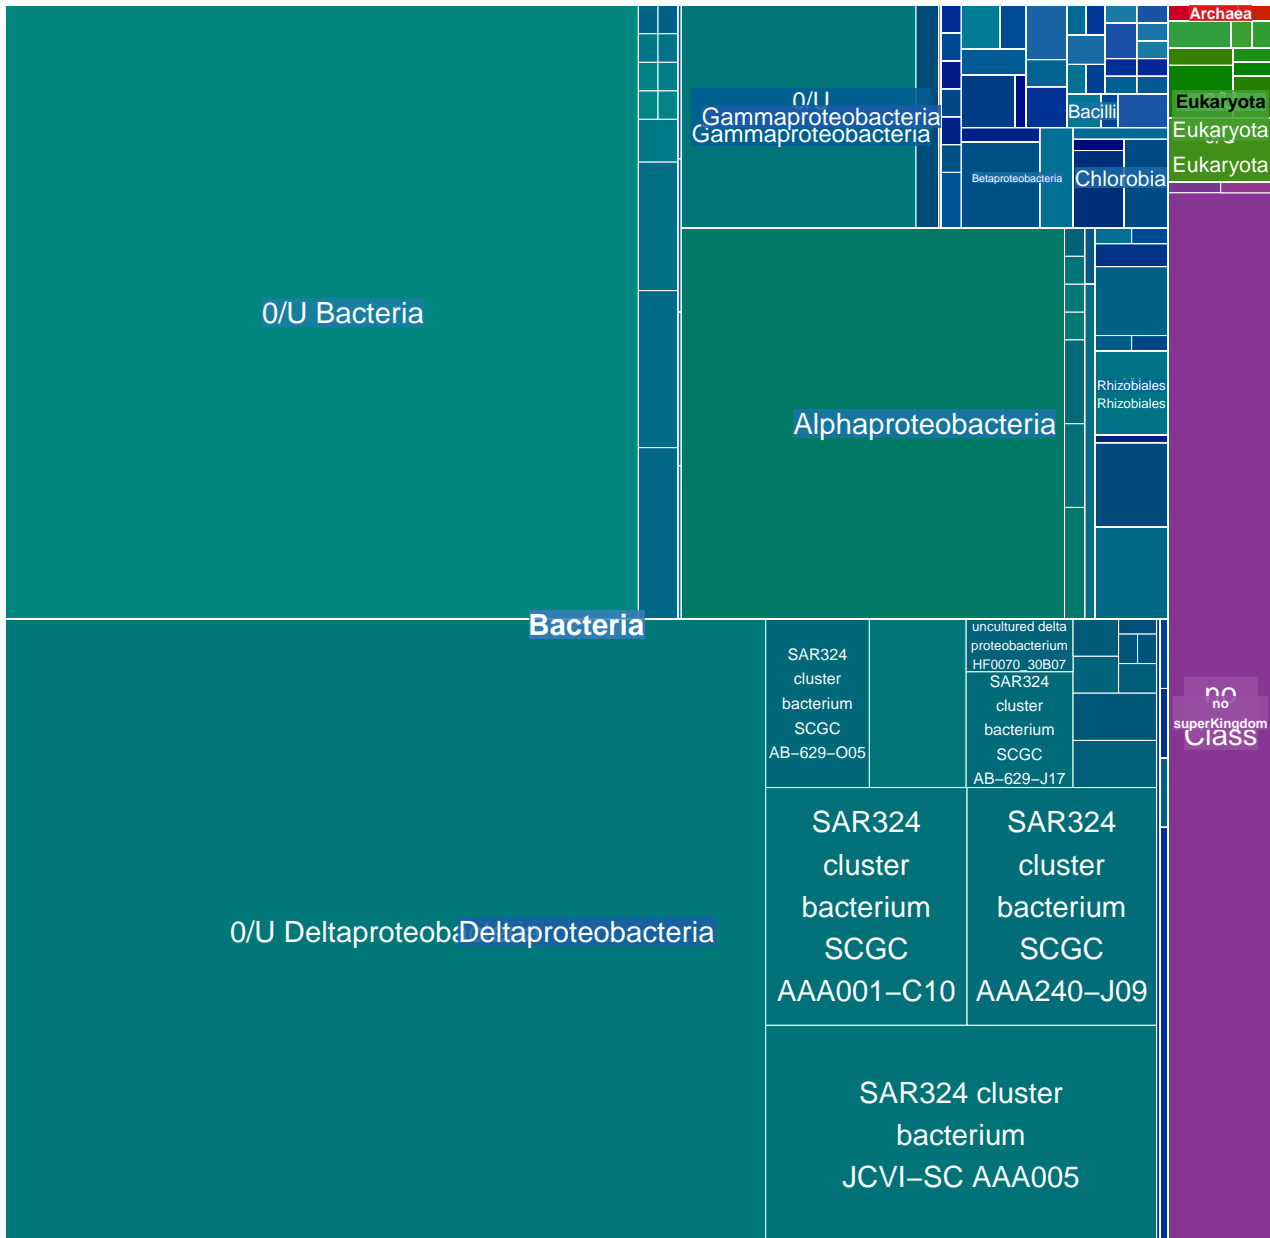 Archaea
0/U
Gammaproteobacteria
Gammaproteobacteria
Bacilli
Eukaryota
Eukaryota
Eukaryota
Betaproteobacteria
Chlorobia
0/U Bacteria
Rhizobiales
Rhizobiales
Alphaproteobacteria
Bacteria
SAR324
cluster
bacterium
SCGC
AB−629−O05
uncultured delta
proteobacterium
HF0070_30B07
SAR324
cluster
bacterium
SCGC
AB−629−J17
no
no
superKingdom
Class
SAR324
cluster
bacterium
SCGC
AAA001−C10
SAR324
cluster
bacterium
SCGC
AAA240−J09
0/U
Deltaproteobacteria
SAR324 cluster
bacterium
JCVI−SC AAA005